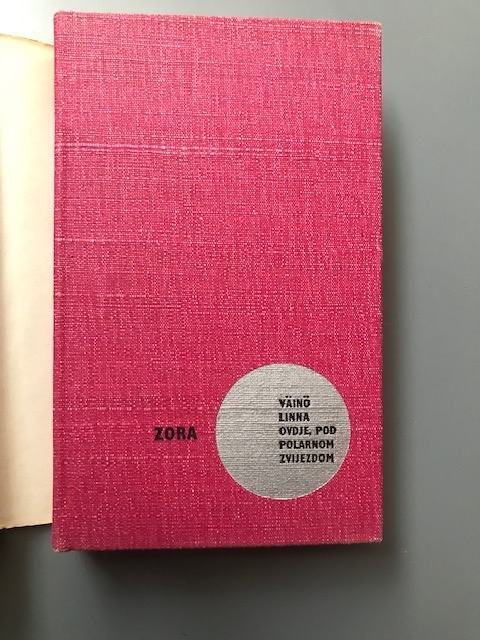 ZORA
VÄINÖ
LINNA
OVDJE, POD
POLARNOM
ZVIJEZDOM